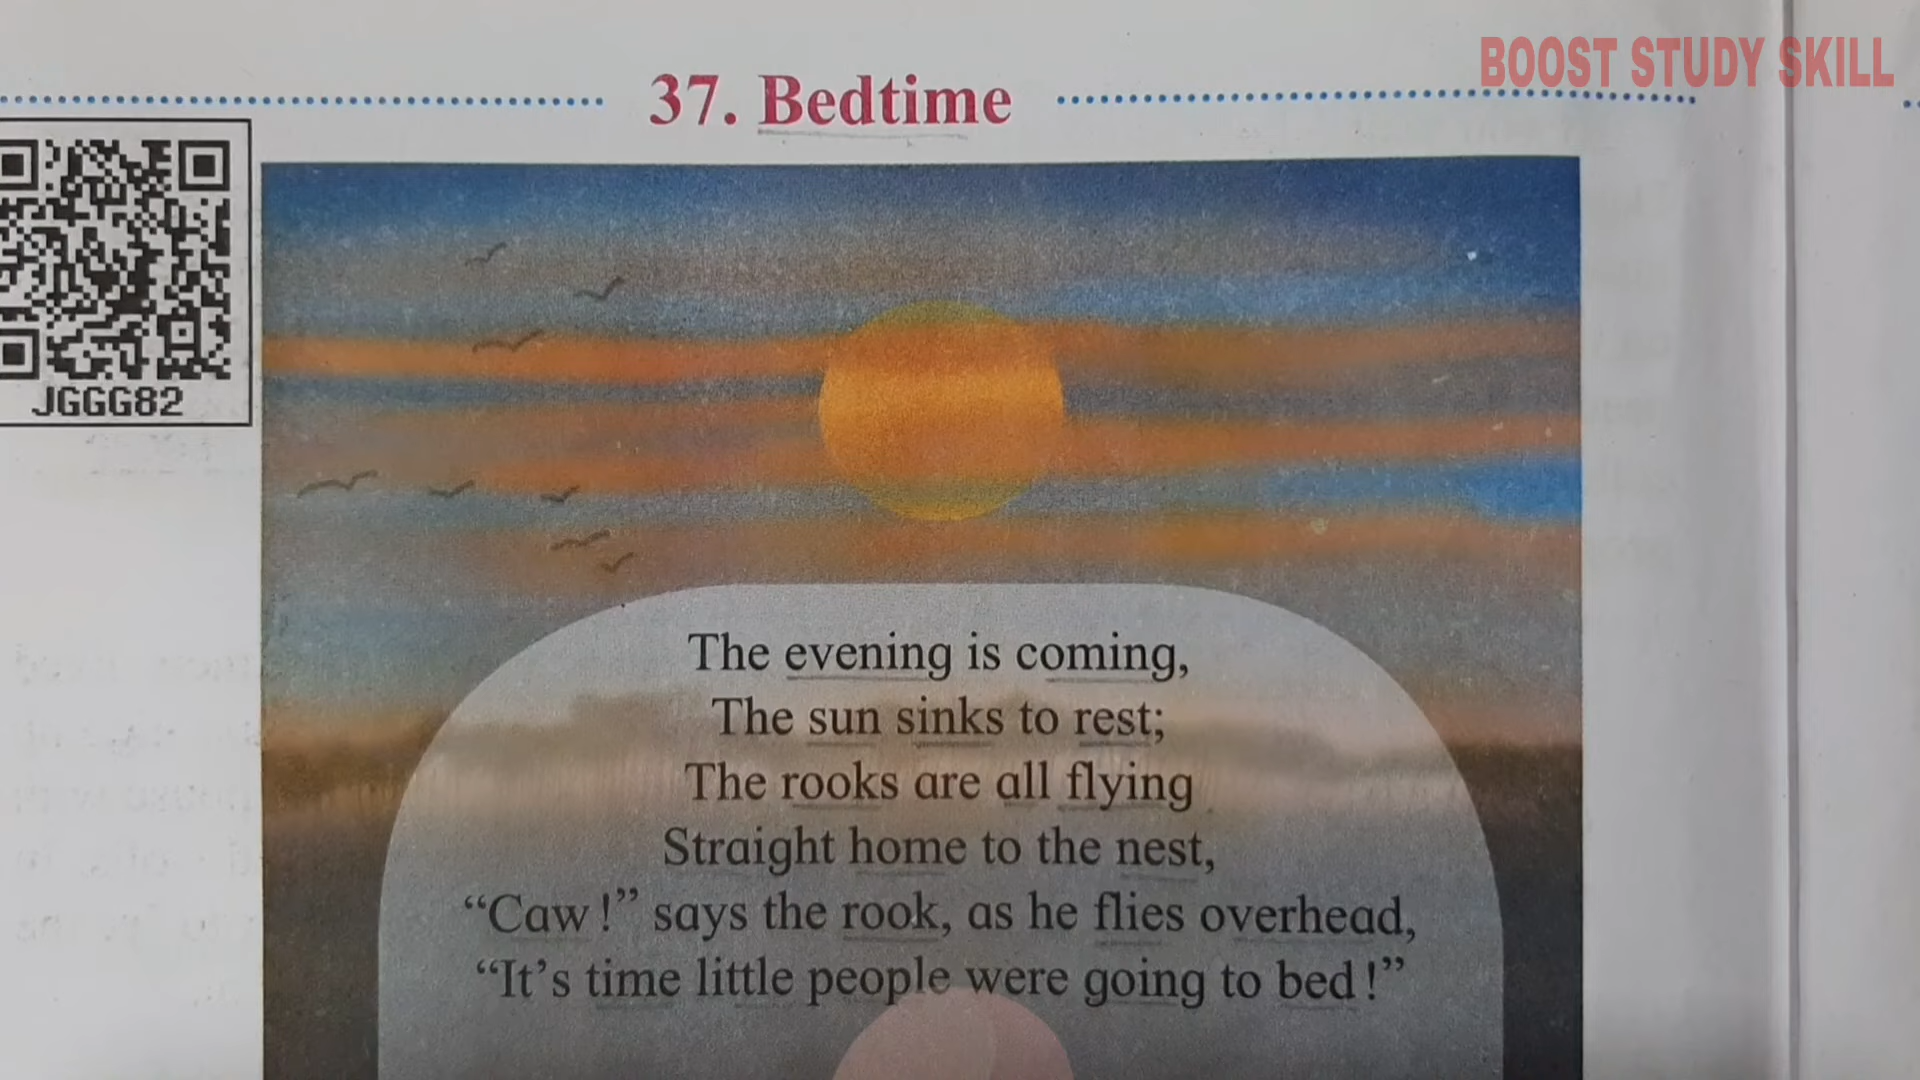 BOOST STUDY SKILL
37. Bedtime
JGGG82
The evening is coming,
The sun sinks to rest;
The rooks are all flying
Straight home to the nest,
“Caw!” says the rook, as he flies overhead,
“It’s time little people were going to bed!”